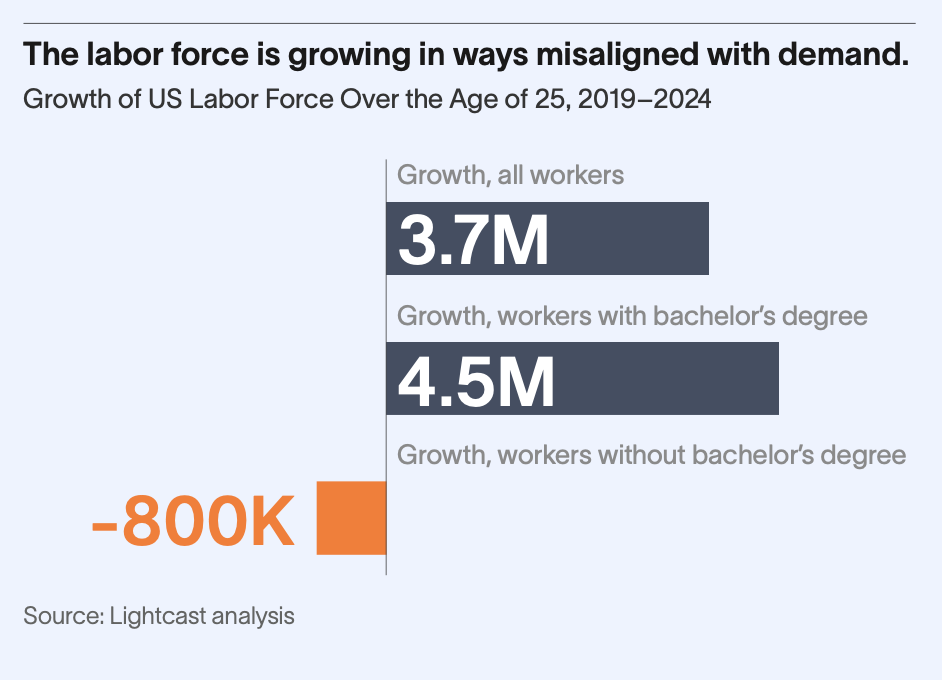 The labor force is growing in ways misaligned with demand.
Growth of US Labor Force Over the Age of 25, 2019–2024
Growth, all workers
3.7M
Growth, workers with bachelor’s degree
4.5M
Growth, workers without bachelor’s degree
-800K
Source: Lightcast analysis